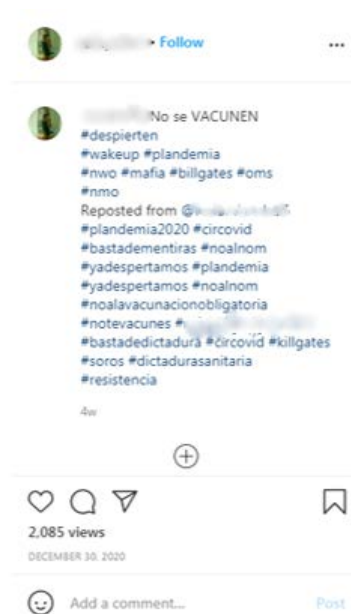 • Follow
No se VACUNEN
#despierten
#wakeup #plandemia
#nwo #mafia #billgates #oms
#nmo
Reposted from
#plandemia2020 #circovid
#bastadementiras #noalnom
#yadespertamos #plandemia
#yadespertamos #noalnom
#noalavacunacionobligatoria
#notevacunes #
#bastadedictadura #circovid #killgates
#soros #dictadurasanitaria
#resistencia
4w
2,085 views
DECEMBER 30, 2020
Add a comment...
Post